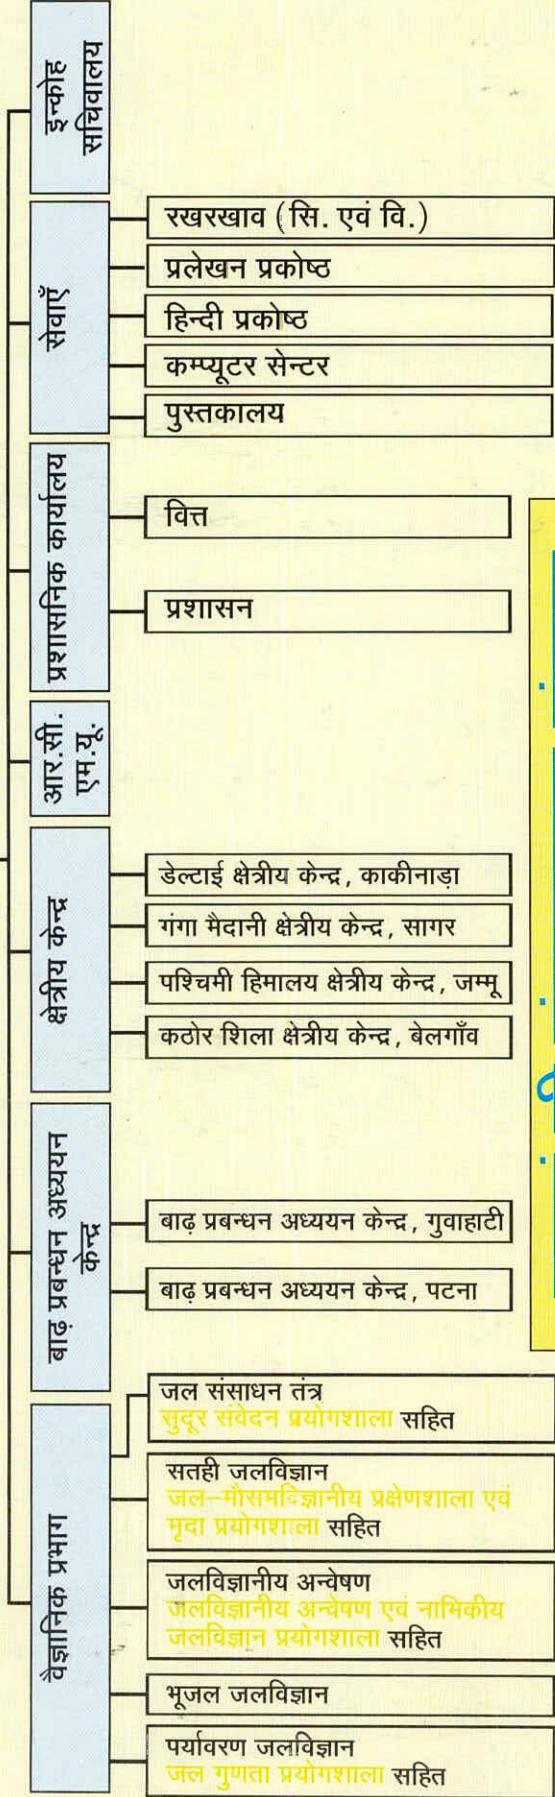 इन्कोह
सचिवालय
सेवाएँ
रखरखाव (सि. एवं वि.)
प्रलेखन प्रकोष्ठ
हिन्दी प्रकोष्ठ
कम्प्यूटर सेन्टर
पुस्तकालय
प्रशासनिक कार्यालय
वित्त
प्रशासन
आर.सी.
एम.यू.
क्षेत्रीय केन्द्र
डेल्टाई क्षेत्रीय केन्द्र, काकीनाड़ा
गंगा मैदानी क्षेत्रीय केन्द्र, सागर
पश्चिमी हिमालय क्षेत्रीय केन्द्र, जम्मू
कठोर शिला क्षेत्रीय केन्द्र, बेलगाँव
बाढ़ प्रबन्धन अध्ययन
केन्द्र
बाढ़ प्रबन्धन अध्ययन केन्द्र, गुवाहाटी
बाढ़ प्रबन्धन अध्ययन केन्द्र, पटना
वैज्ञानिक प्रभाग
जल संसाधन तंत्र
सुदूर संवेदन प्रयोगशाला सहित
सतही जलविज्ञान
जल-मौसमविज्ञानीय प्रक्षेणशाला एवं
मृदा प्रयोगशाला सहित
जलविज्ञानीय अन्वेषण
जलविज्ञानीय अन्वेषण एवं नाभिकीय
जलविज्ञान प्रयोगशाला सहित
भूजल जलविज्ञान
पर्यावरण जलविज्ञान
जल गुणता प्रयोगशाला सहित